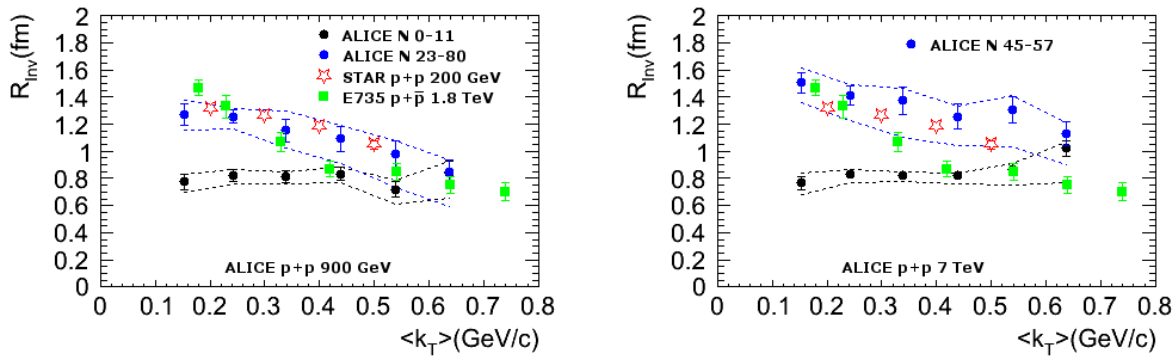 R_Inv(fm)
2
1.8
1.6
1.4
1.2
1
0.8
0.6
0.4
0.2
0
ALICE N 0-11
ALICE N 23-80
STAR p+p 200 GeV
E735 p+p̅ 1.8 TeV
ALICE p+p 900 GeV
0 0.1 0.2 0.3 0.4 0.5 0.6 0.7 0.8
<k_T>(GeV/c)
R_Inv(fm)
2
1.8
1.6
1.4
1.2
1
0.8
0.6
0.4
0.2
0
ALICE N 45-57
ALICE p+p 7 TeV
0 0.1 0.2 0.3 0.4 0.5 0.6 0.7 0.8
<k_T>(GeV/c)